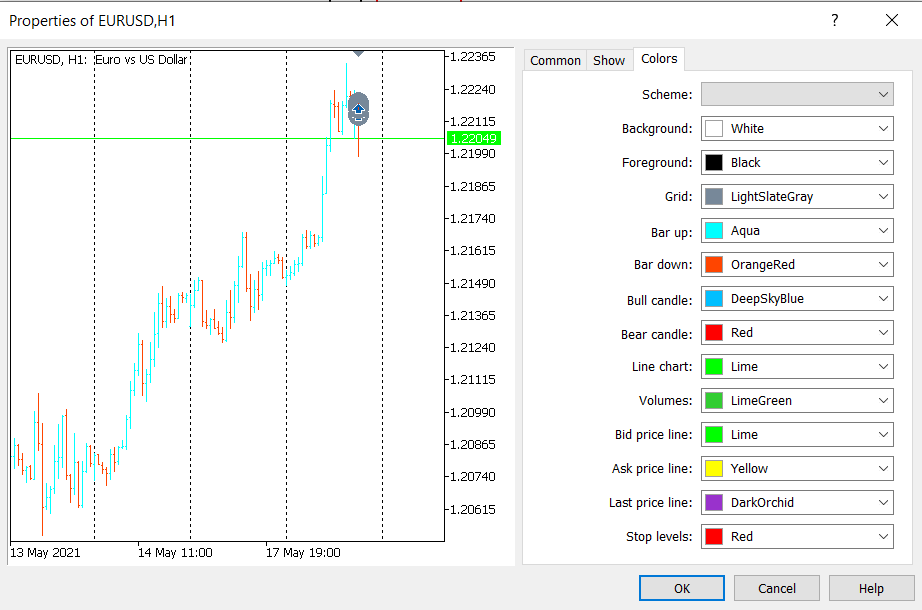 Properties of EURUSD,H1
?
EURUSD, H1: Euro vs US Dollar
1.22365
1.22240
1.22115
1.22049
1.21990
1.21865
1.21740
1.21615
1.21490
1.21365
1.21240
1.21115
1.20990
1.20865
1.20740
1.20615
13 May 2021
14 May 11:00
17 May 19:00
Common Show Colors
Scheme:
Background: White
Foreground: Black
Grid: LightSlateGray
Bar up: Aqua
Bar down: OrangeRed
Bull candle: DeepSkyBlue
Bear candle: Red
Line chart: Lime
Volumes: LimeGreen
Bid price line: Lime
Ask price line: Yellow
Last price line: DarkOrchid
Stop levels: Red
OK Cancel Help